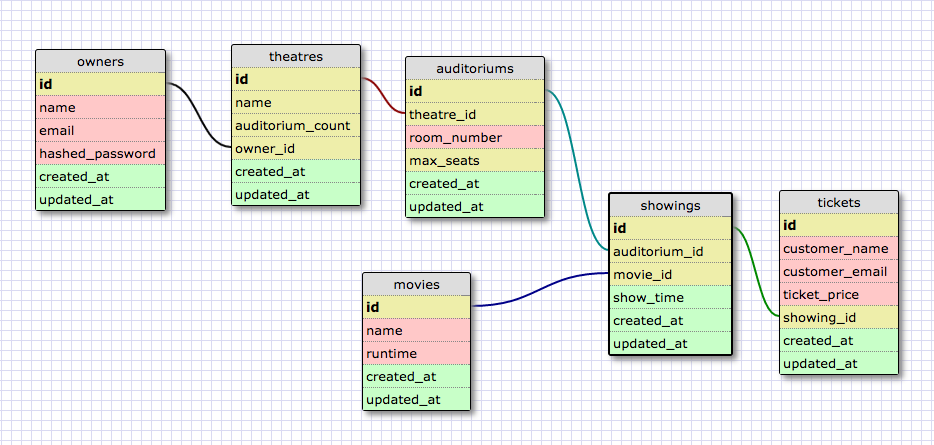 owners
id
name
email
hashed_password
created_at
updated_at
theatres
id
name
auditorium_count
owner_id
created_at
updated_at
auditoriums
id
theatre_id
room_number
max_seats
created_at
updated_at
movies
id
name
runtime
created_at
updated_at
showings
id
auditorium_id
movie_id
show_time
created_at
updated_at
tickets
id
customer_name
customer_email
ticket_price
showing_id
created_at
updated_at